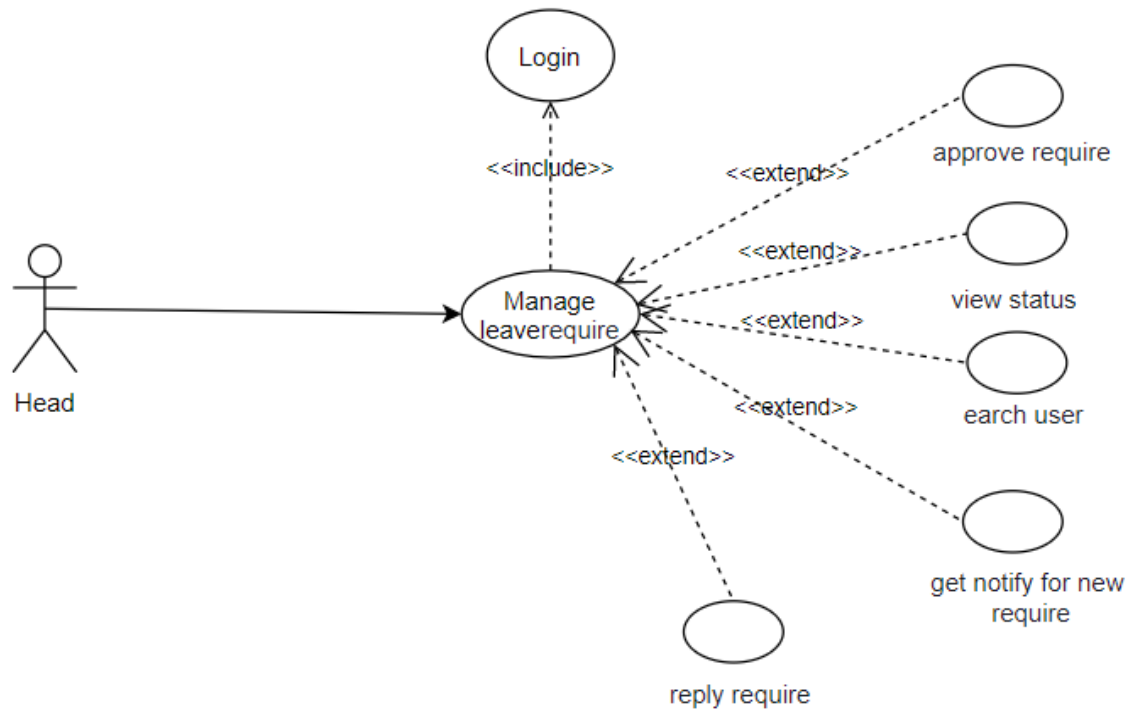 Login
<<include>>
approve require
<<extend>>
view status
<<extend>>
Manage
leaverequire
<<extend>>
earch user
Head
<<extend>>
<<extend>>
get notify for new
require
reply require